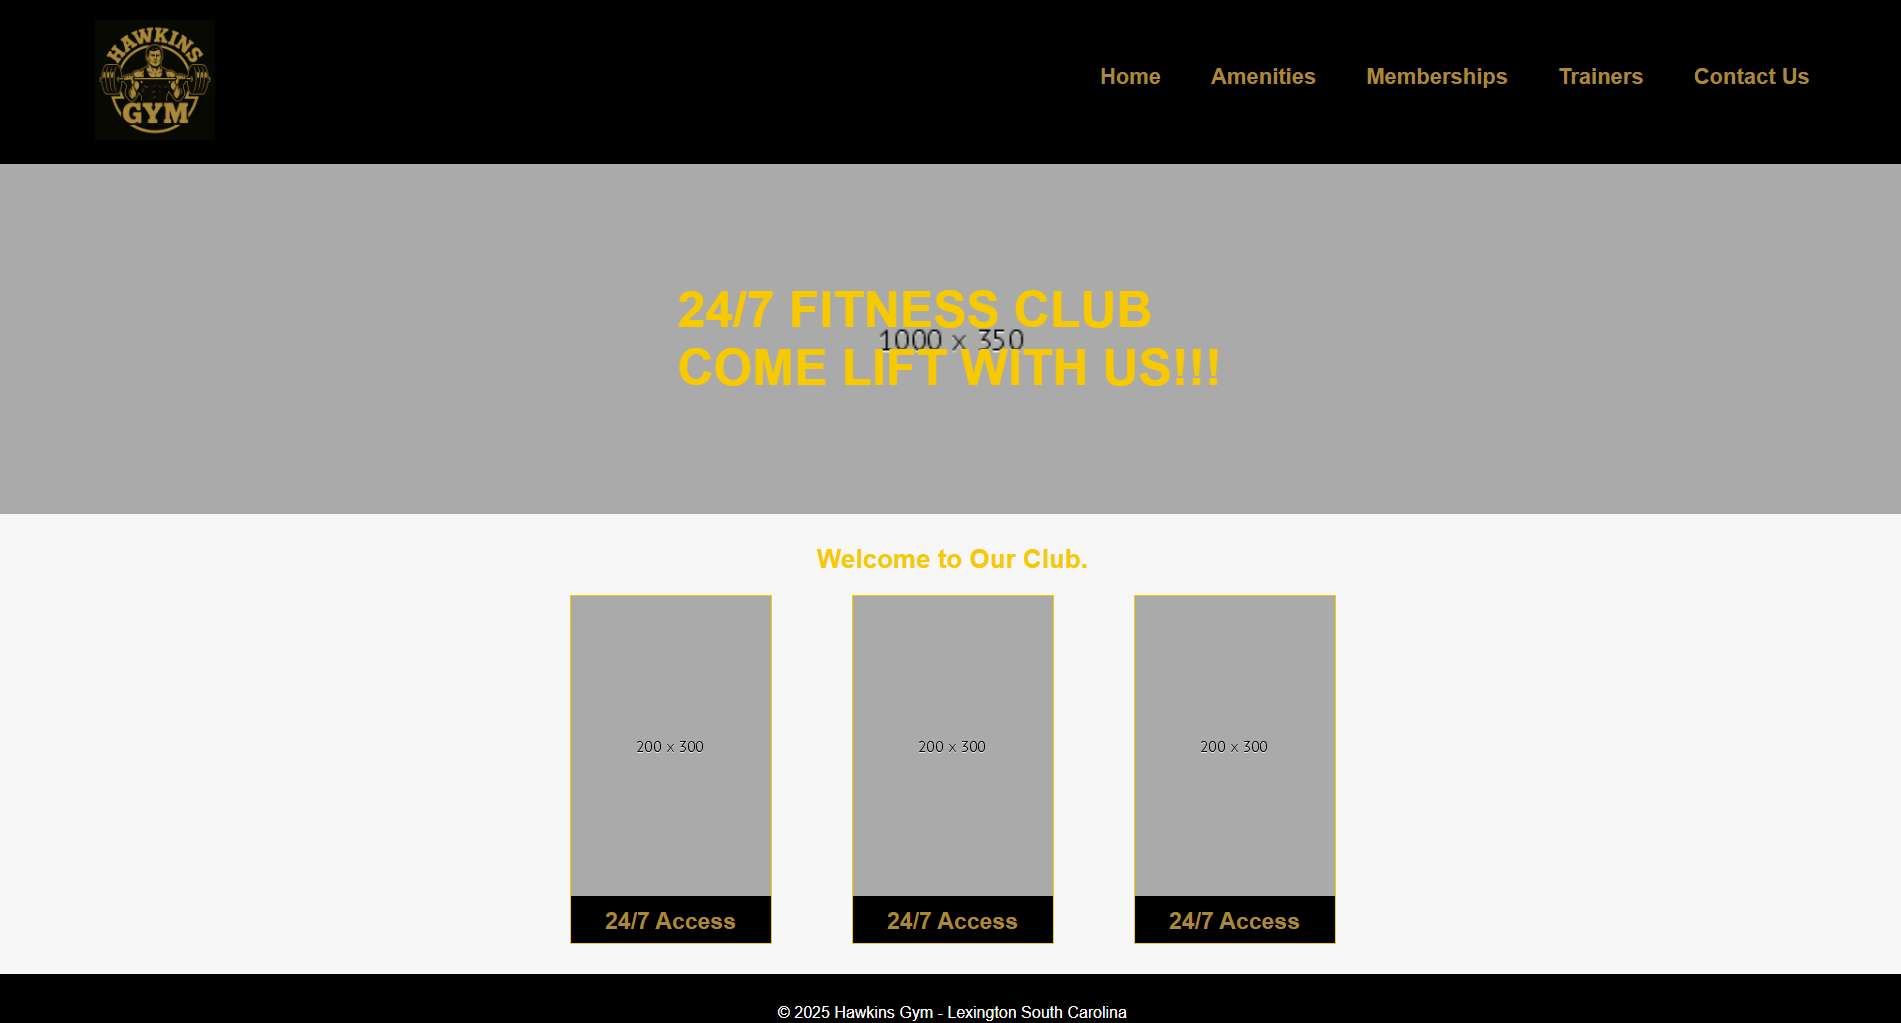 HAWKINS
GYM
Home Amenities Memberships Trainers Contact Us
24/7 FITNESS CLUB
1000 x 350
COME LIFT WITH US!!!
Welcome to Our Club.
200 x 300 200 x 300 200 x 300
24/7 Access 24/7 Access 24/7 Access
© 2025 Hawkins Gym - Lexington South Carolina